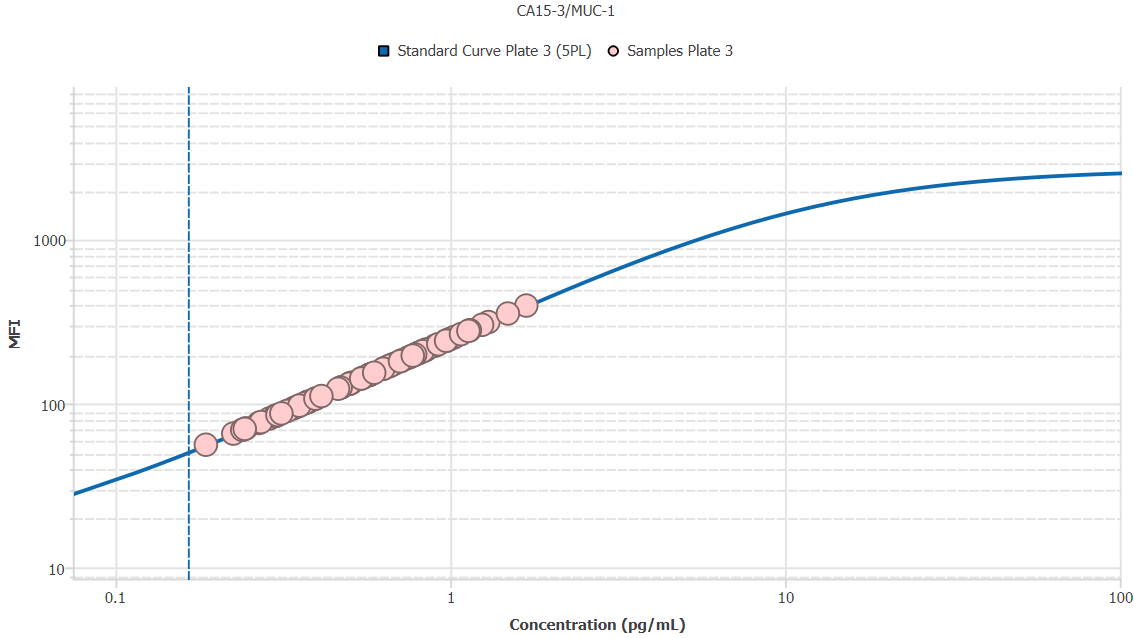 CA15-3/MUC-1
Standard Curve Plate 3 (5PL) Samples Plate 3
MFI
1000
100
10
0.1 1 10 100
Concentration (pg/mL)